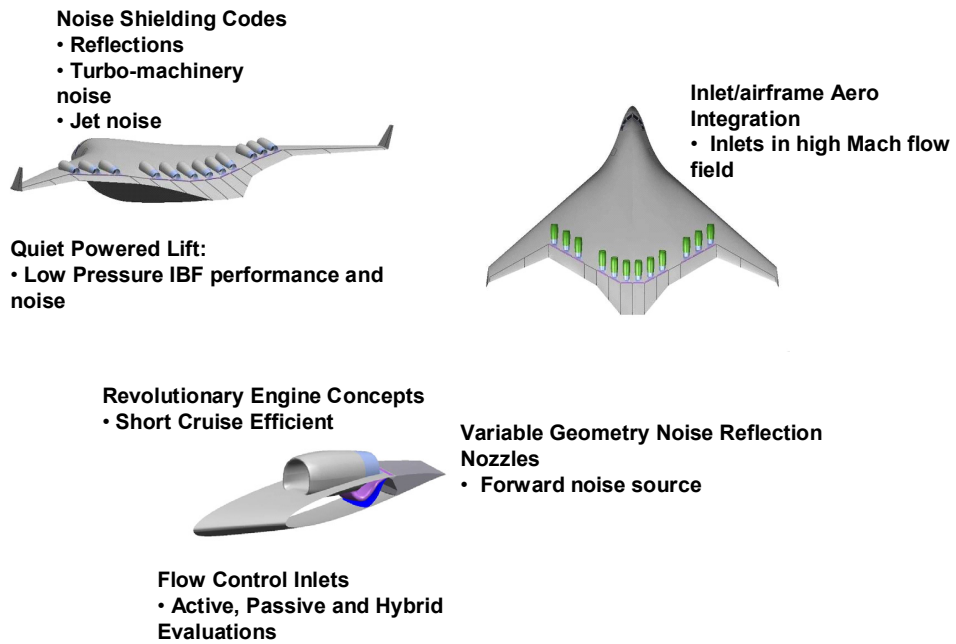 Noise Shielding Codes
• Reflections
• Turbo-machinery
noise
• Jet noise
Inlet/airframe Aero
Integration
• Inlets in high Mach flow
field
Quiet Powered Lift:
• Low Pressure IBF performance and
noise
Revolutionary Engine Concepts
• Short Cruise Efficient
Variable Geometry Noise Reflection
Nozzles
• Forward noise source
Flow Control Inlets
• Active, Passive and Hybrid
Evaluations